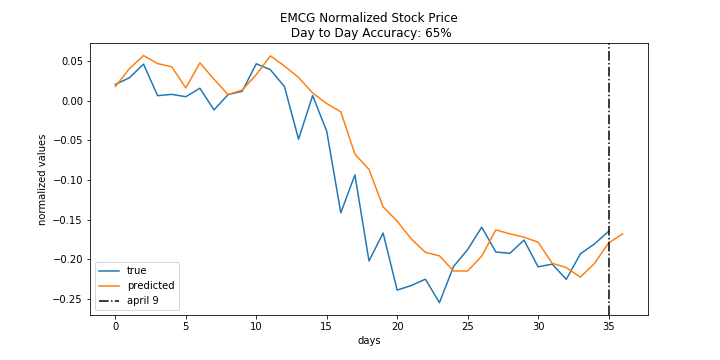 EMCG Normalized Stock Price
Day to Day Accuracy: 65%
normalized values
0.05
0.00
−0.05
−0.10
−0.15
−0.20
−0.25
true
predicted
april 9
0 5 10 15 20 25 30 35
days